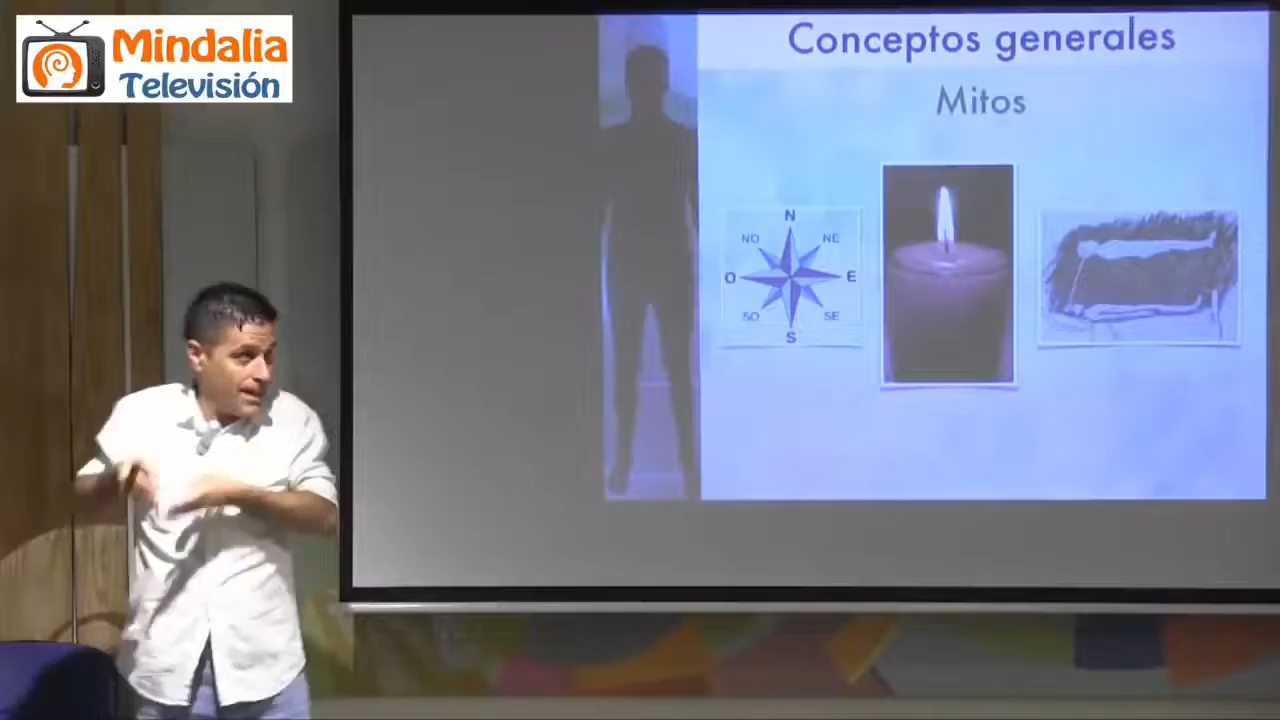 Mindalia
Televisión
Conceptos generales
Mitos
N
NO
NE
O
E
SO
SE
S